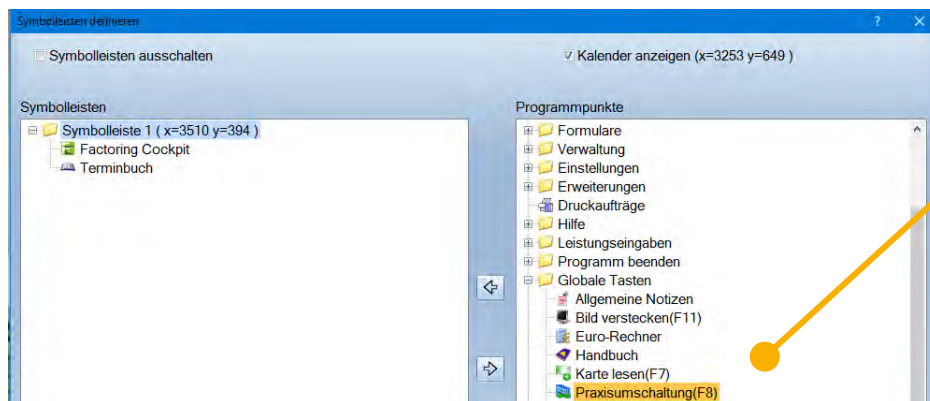 Symbolleisten definieren
Symbolleisten ausschalten
Kalender anzeigen (x=3253 y=649 )
Symbolleisten
Symbolleiste 1 ( x=3510 y=394 )
Factoring Cockpit
Terminbuch
Programmpunkte
Formulare
Verwaltung
Einstellungen
Erweiterungen
Druckaufträge
Hilfe
Leistungseingaben
Programm beenden
Globale Tasten
Allgemeine Notizen
Bild verstecken(F11)
Euro-Rechner
Handbuch
Karte lesen(F7)
Praxisumschaltung(F8)